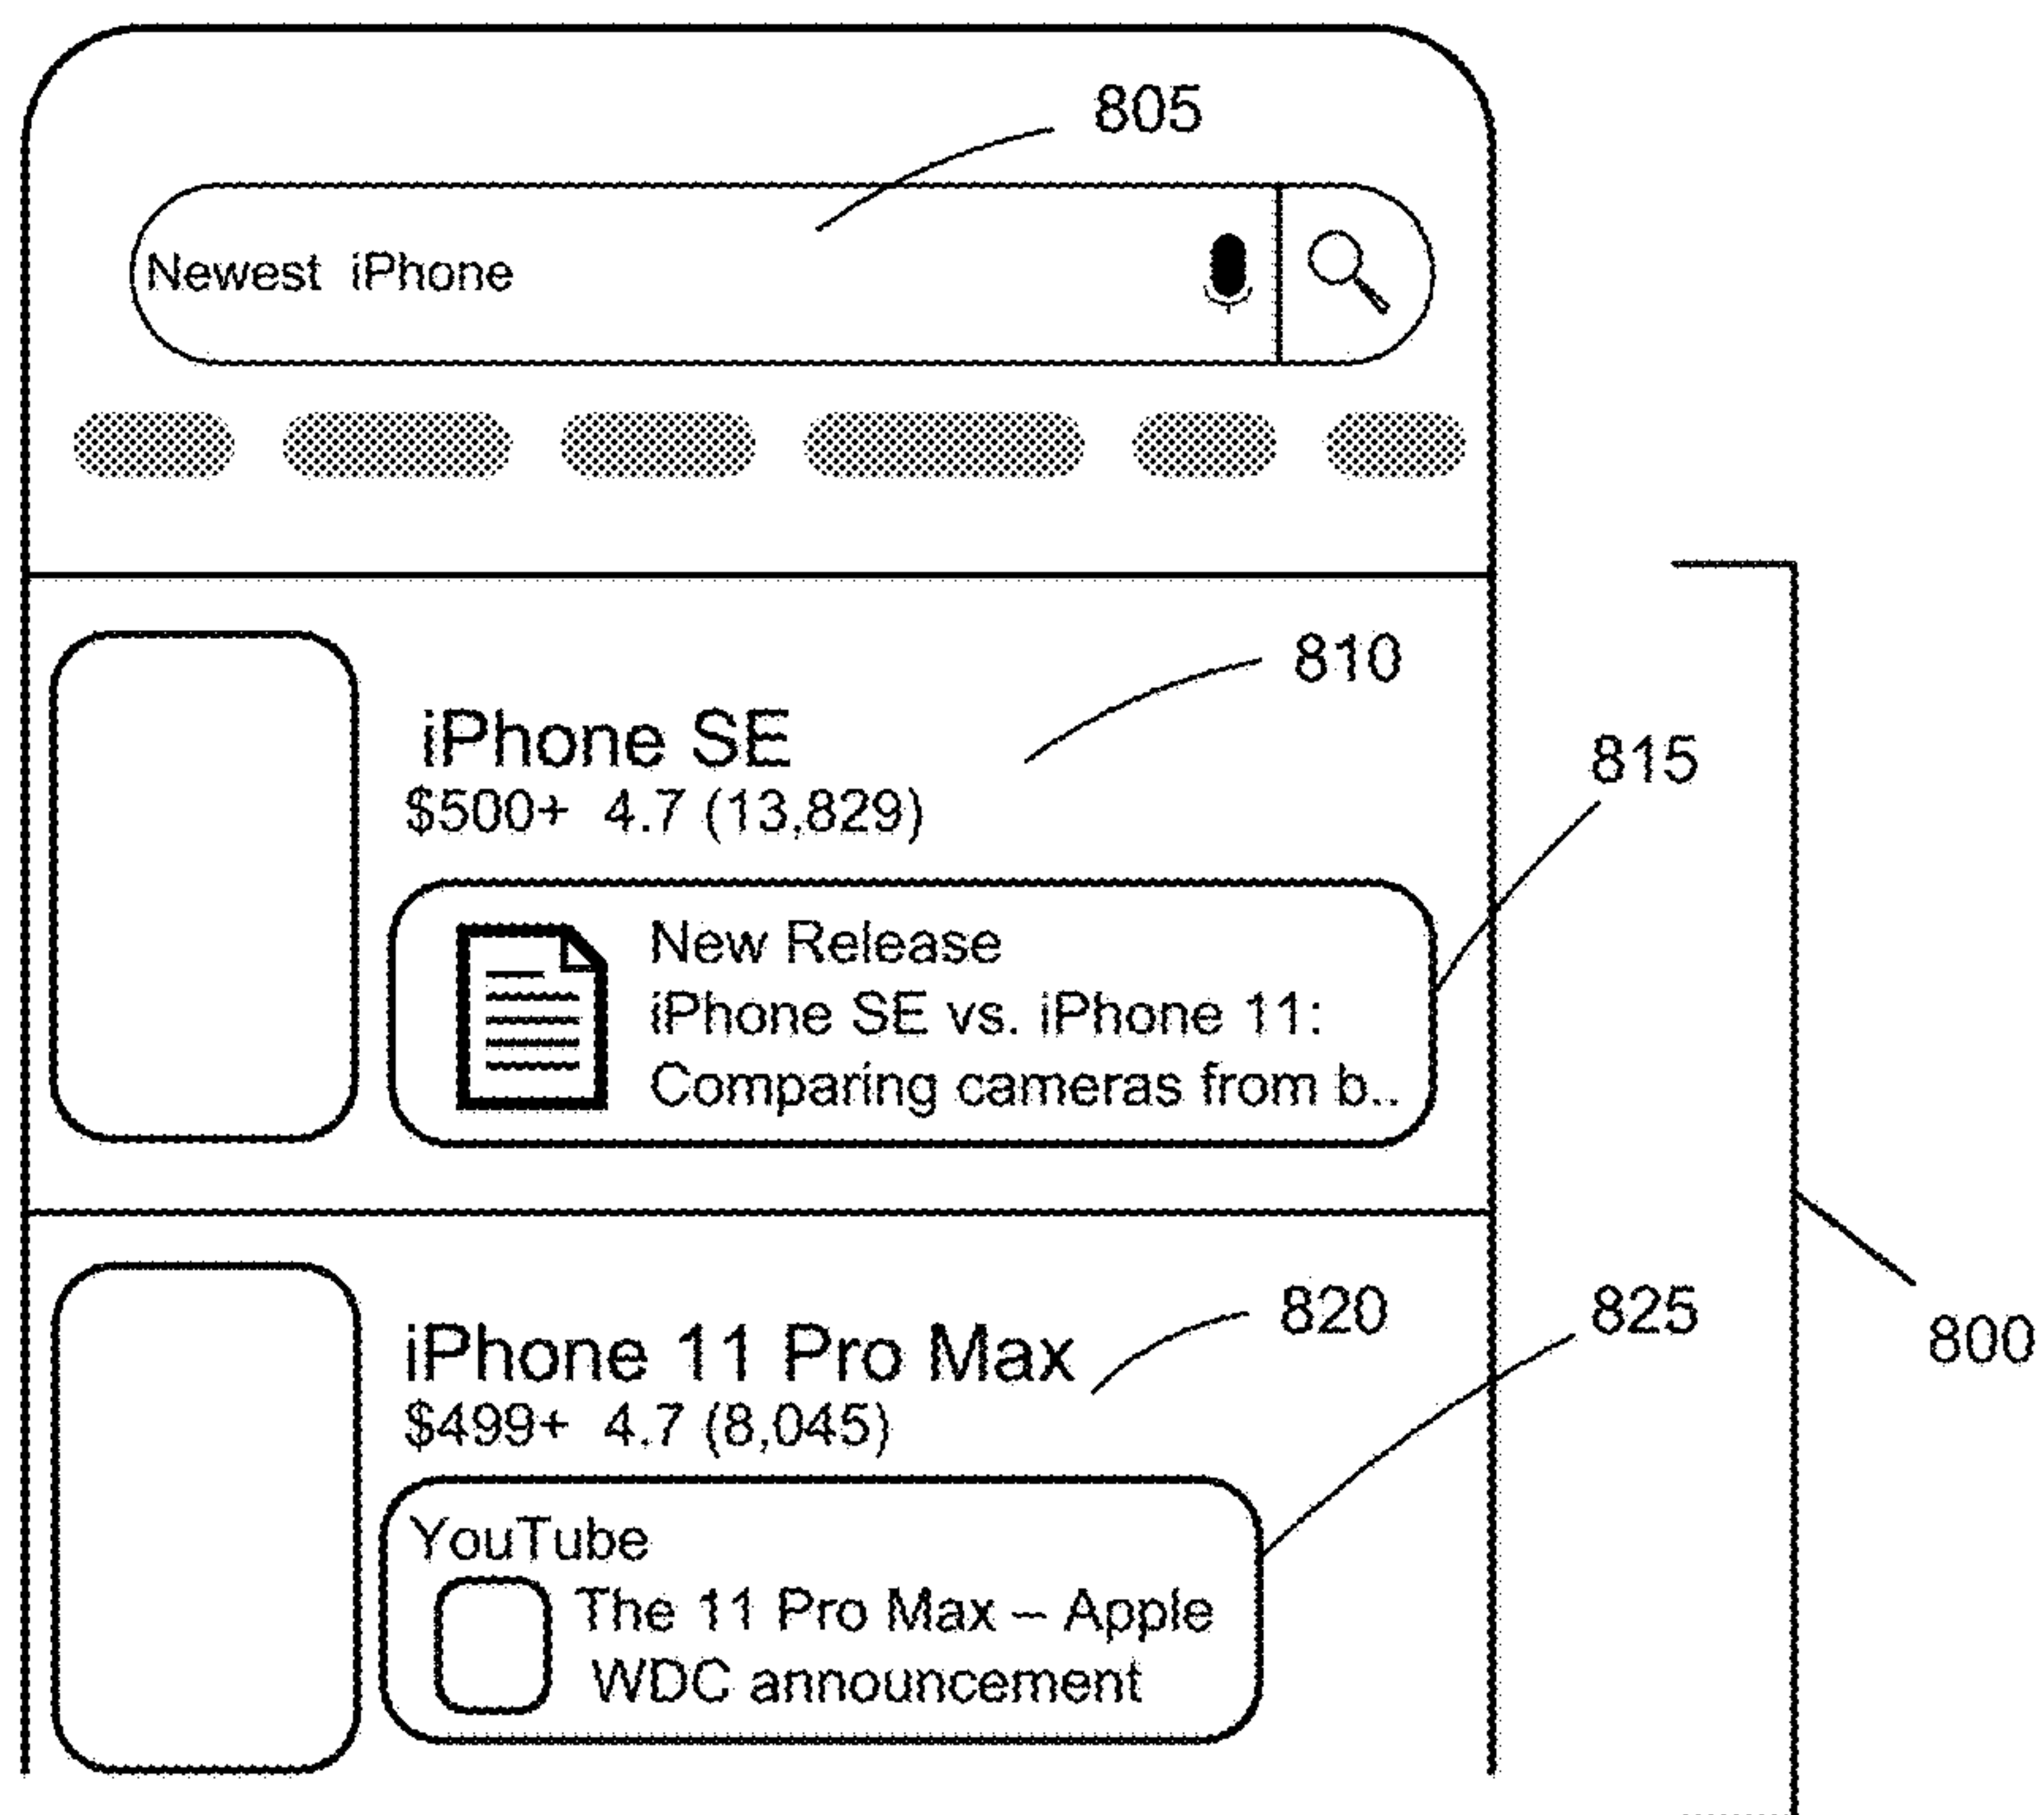 805
Newest iPhone
810
iPhone SE
$500+ 4.7 (13,829)
815
New Release
iPhone SE vs. iPhone 11:
Comparing cameras from b..
820
825
800
iPhone 11 Pro Max
$499+ 4.7 (8,045)
YouTube
The 11 Pro Max – Apple
WDC announcement